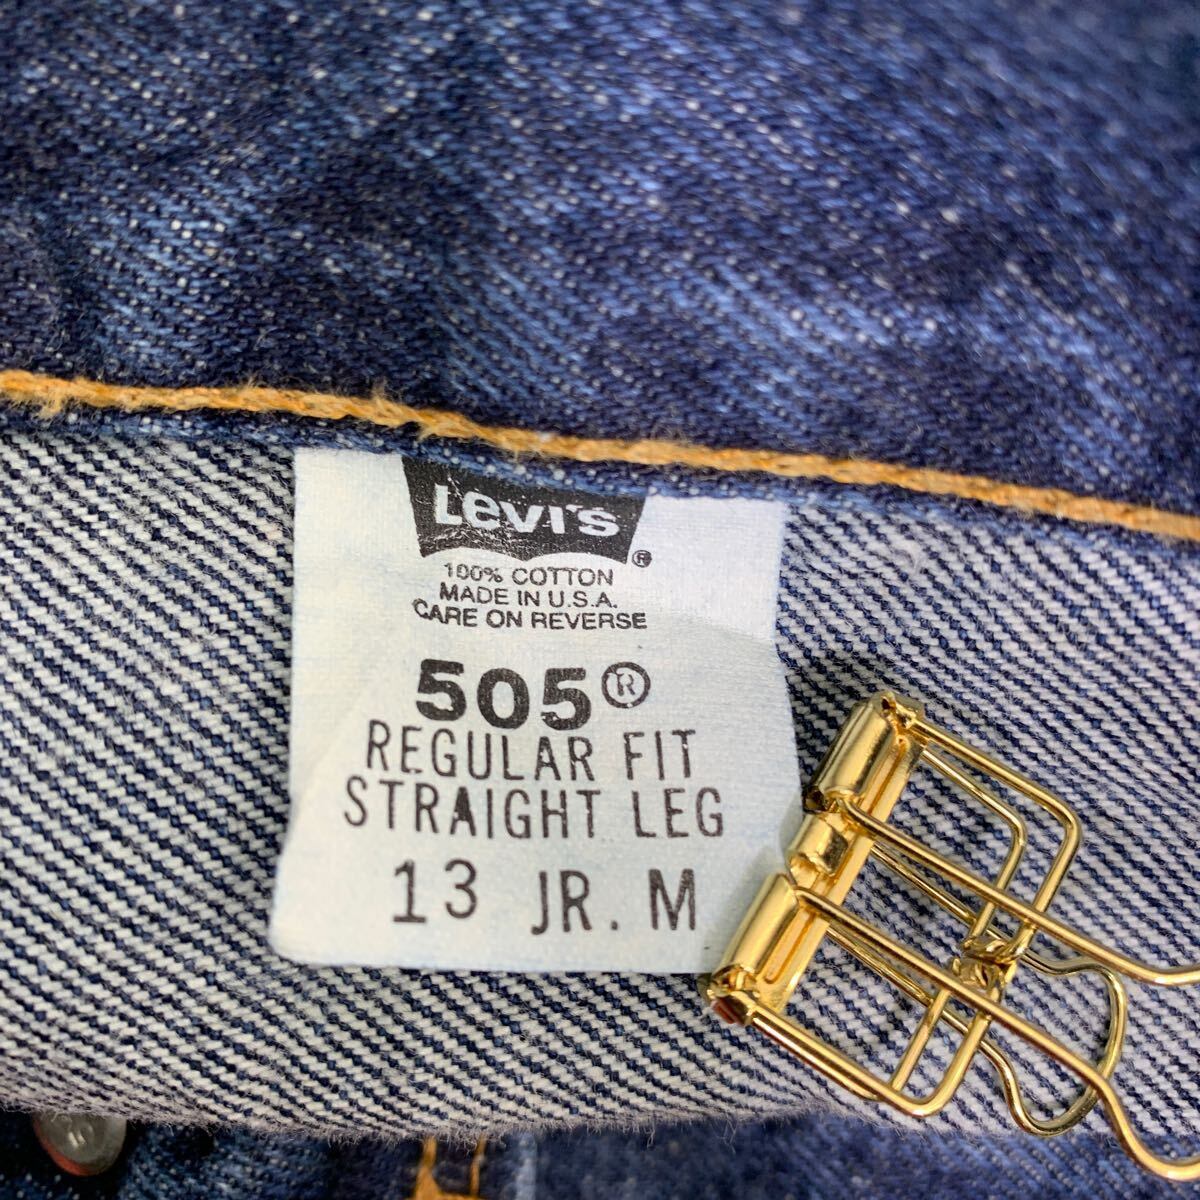 Levi's ®
100% COTTON
MADE IN U.S.A.
CARE ON REVERSE
505®
REGULAR FIT
STRAIGHT LEG
13 JR. M